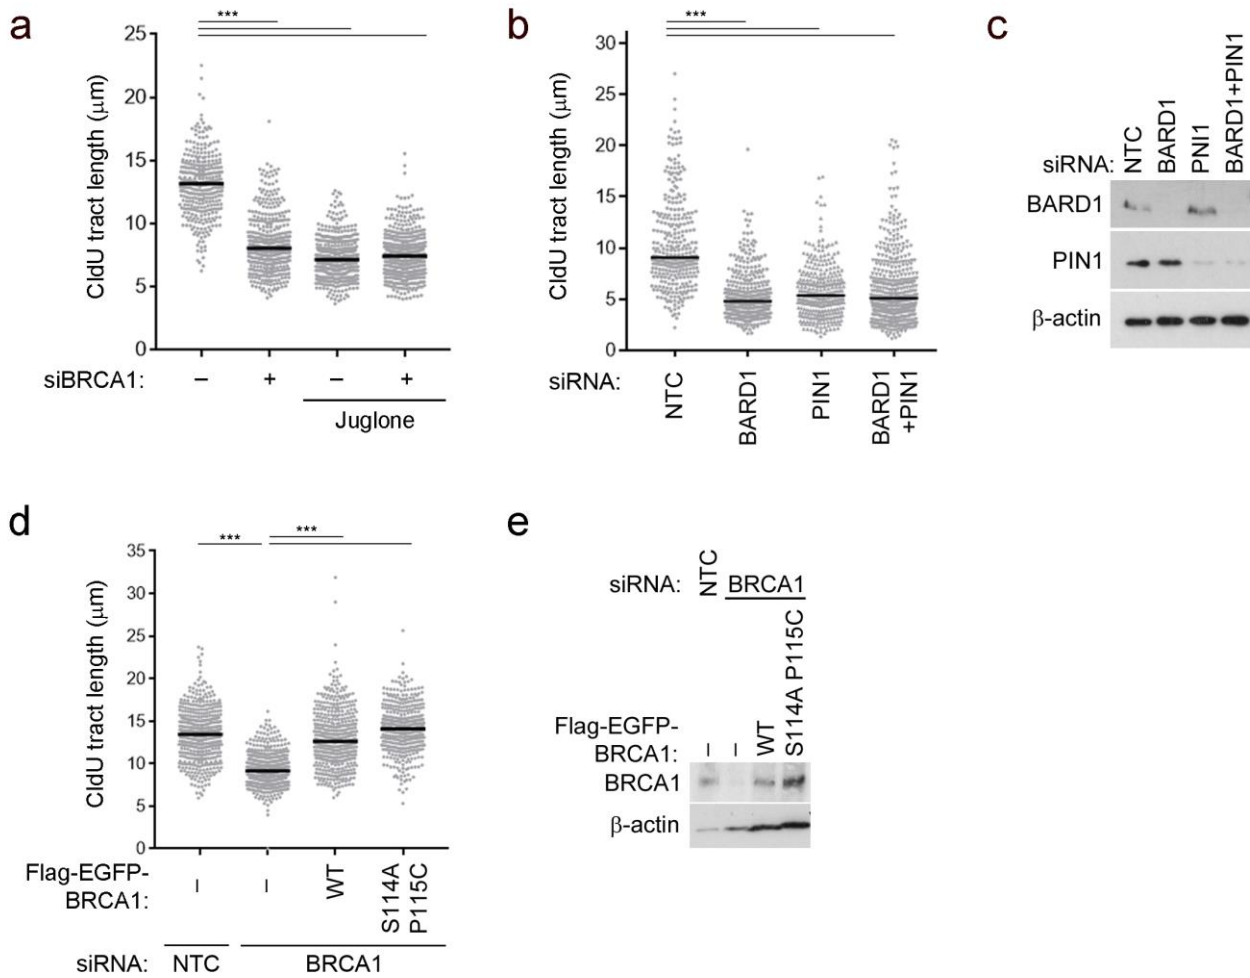 a
***
25
20
15
10
5
0
CldU tract length (μm)
siBRCA1: – + – +
Juglone
b
***
30
25
20
15
10
5
0
CldU tract length (μm)
siRNA:
NTC
BARD1
PIN1
BARD1
+PIN1
c
siRNA:
NTC
BARD1
PNI1
BARD1+PIN1
BARD1
PIN1
β-actin
d
*** ***
35
30
25
20
15
10
5
0
CldU tract length (μm)
Flag-EGFP-
BRCA1:
– – WT
S114A
P115C
siRNA: NTC BRCA1
e
siRNA:
NTC
BRCA1
Flag-EGFP-
BRCA1:
– – WT
S114A P115C
BRCA1
β-actin